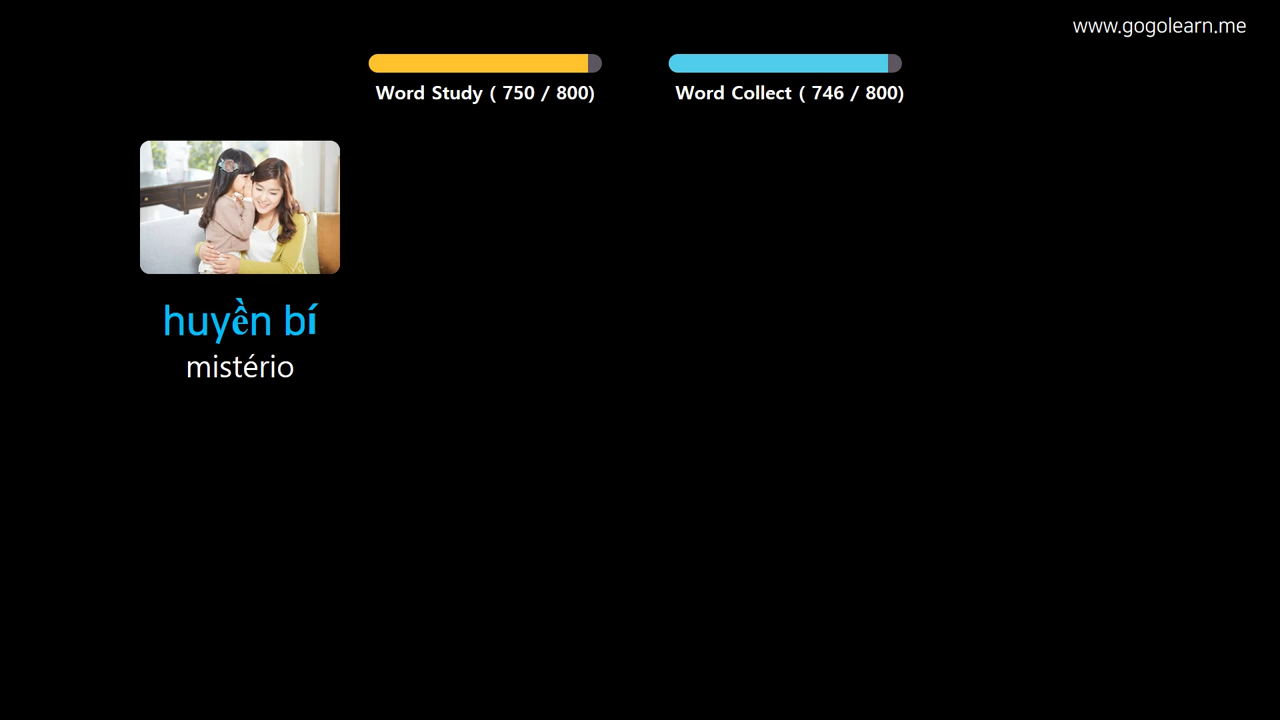 www.gogolearn.me
Word Study ( 750 / 800)
Word Collect ( 746 / 800)
huyền bí
mistério